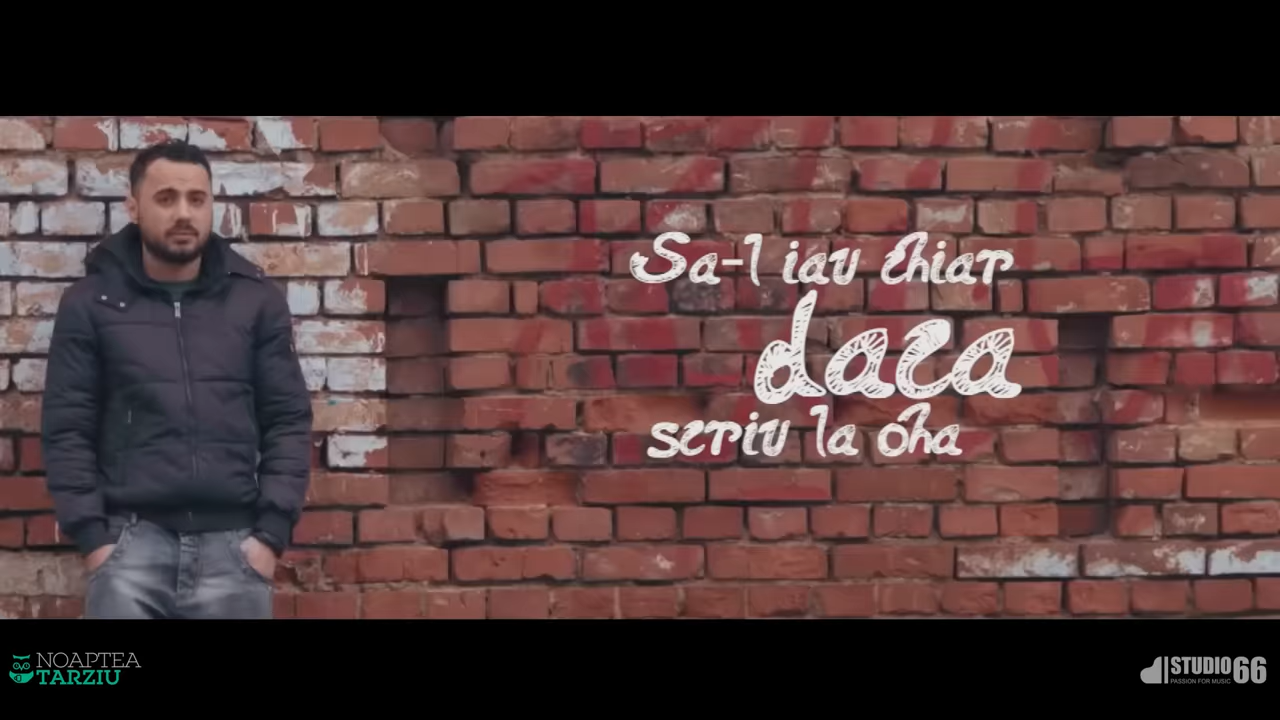 Sa-l iau chiar
daca
scriu la oha
NOAPTEA
TARZIU
STUDIO66
PASSION FOR MUSIC